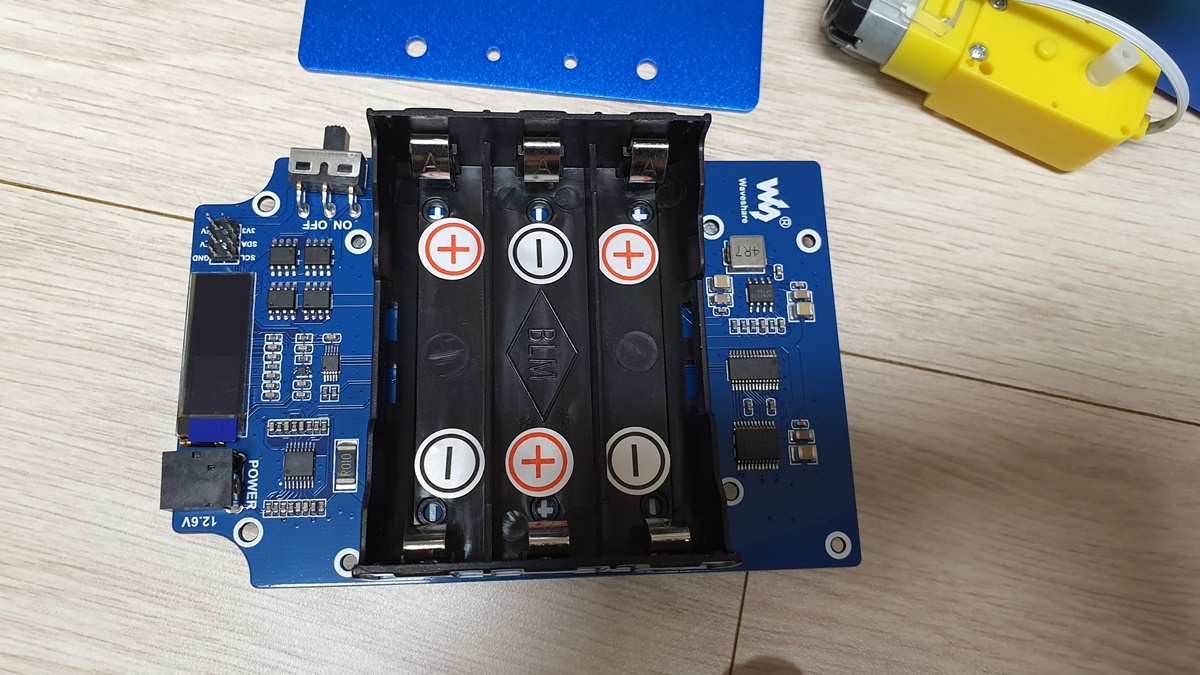 A A A
ON OFF
3V3
SDA
SCL
GND
+ - +
+ - +
BLM
- + -
- + -
R010
POWER
12.6V
Waveshare
®
4R7